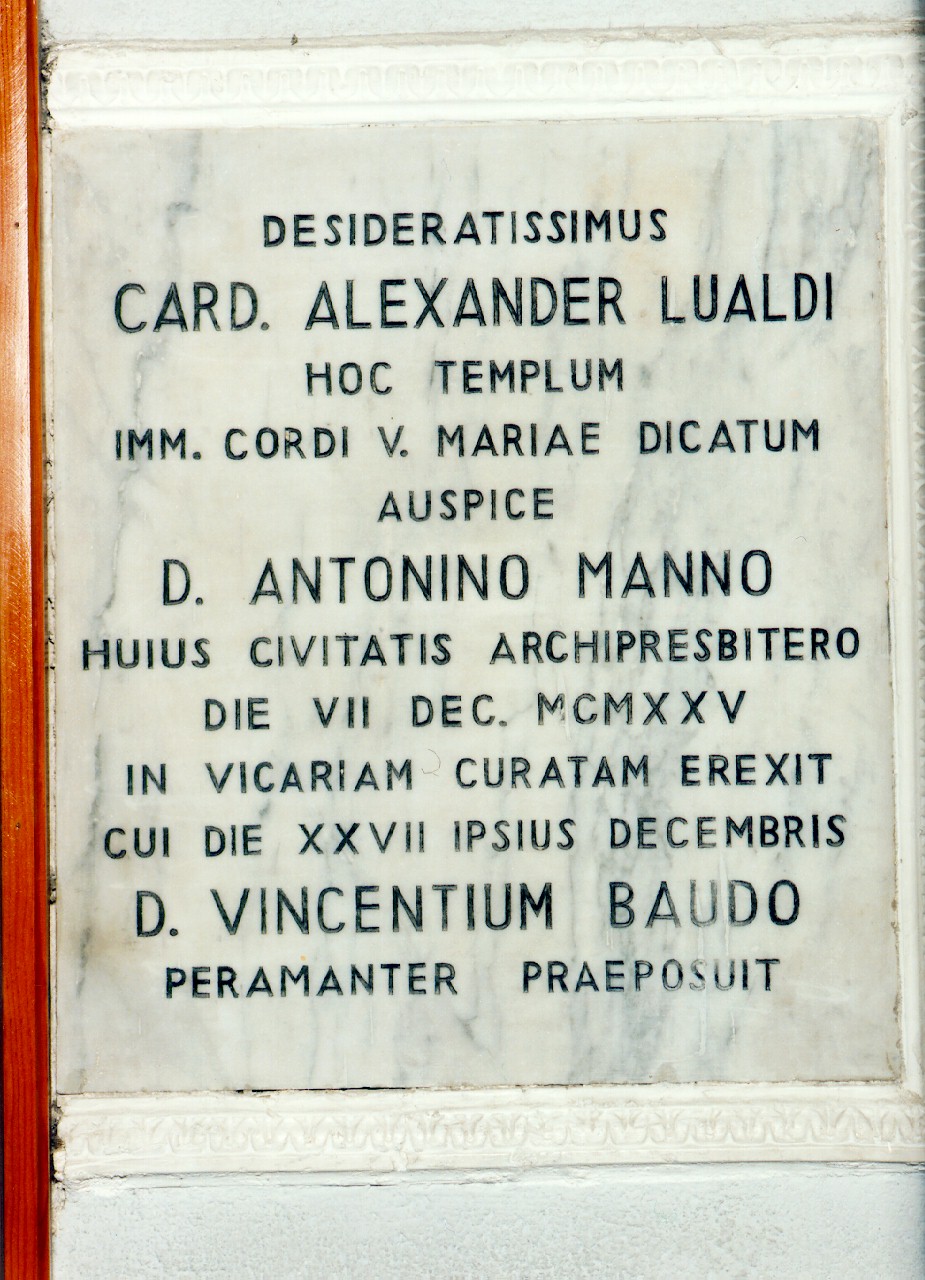 DESIDERATISSIMUS
CARD. ALEXANDER LUALDI
HOC TEMPLUM
IMM. CORDI V. MARIAE DICATUM
AUSPICE
D. ANTONINO MANNO
HUIUS CIVITATIS ARCHIPRESBITERO
DIE VII DEC. MCMXXV
IN VICARIAM CURATAM EREXIT
CUI DIE XXVII IPSIUS DECEMBRIS
D. VINCENTIUM BAUDO
PERAMANTER PRAEPOSUIT